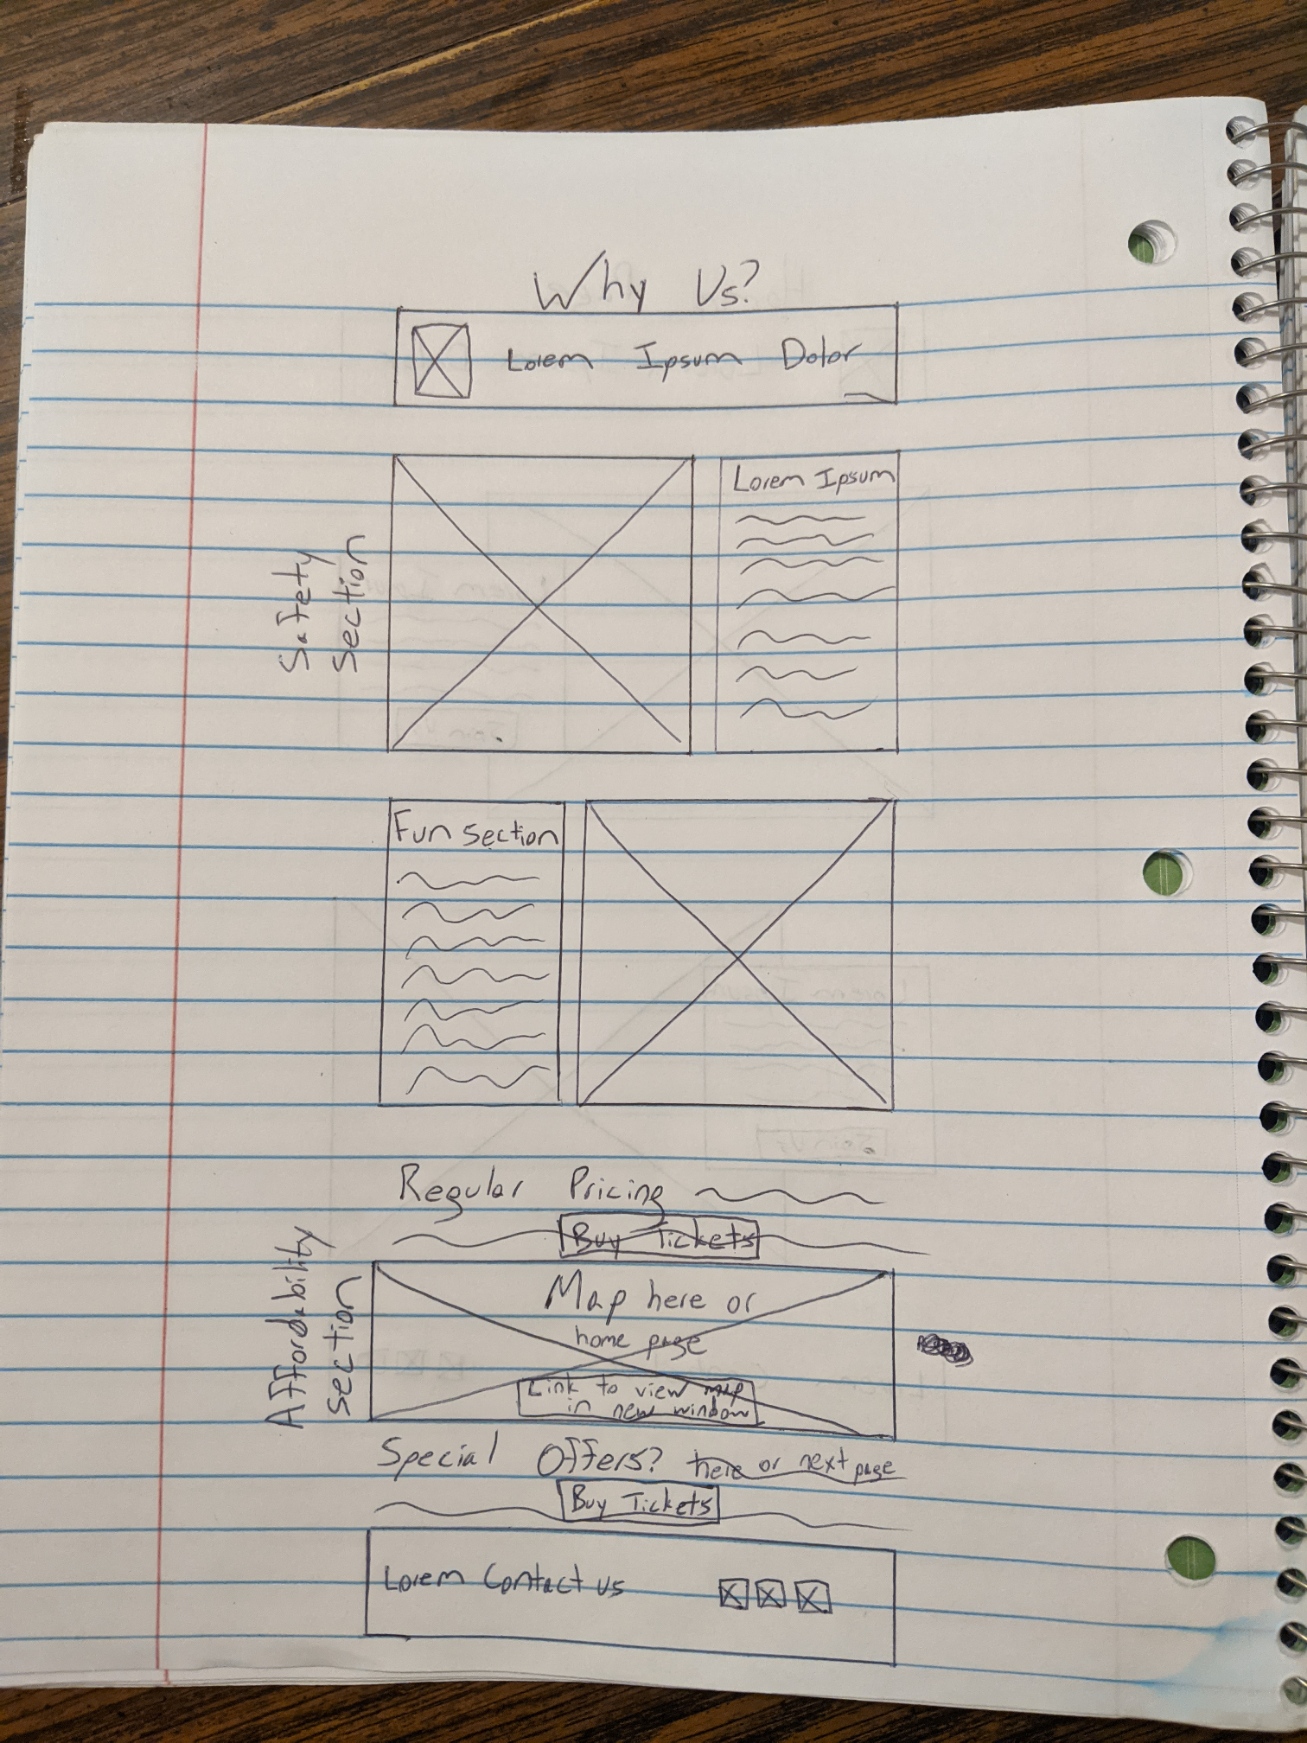 Why Us?
Lorem Ipsum Dolor
Safety
Section
Lorem Ipsum
Fun Section
Regular Pricing
Buy Tickets
Affordability
Section
Map here or
home page
Link to view map
in new window
Special Offers? here or next page
Buy Tickets
Lorem Contact us